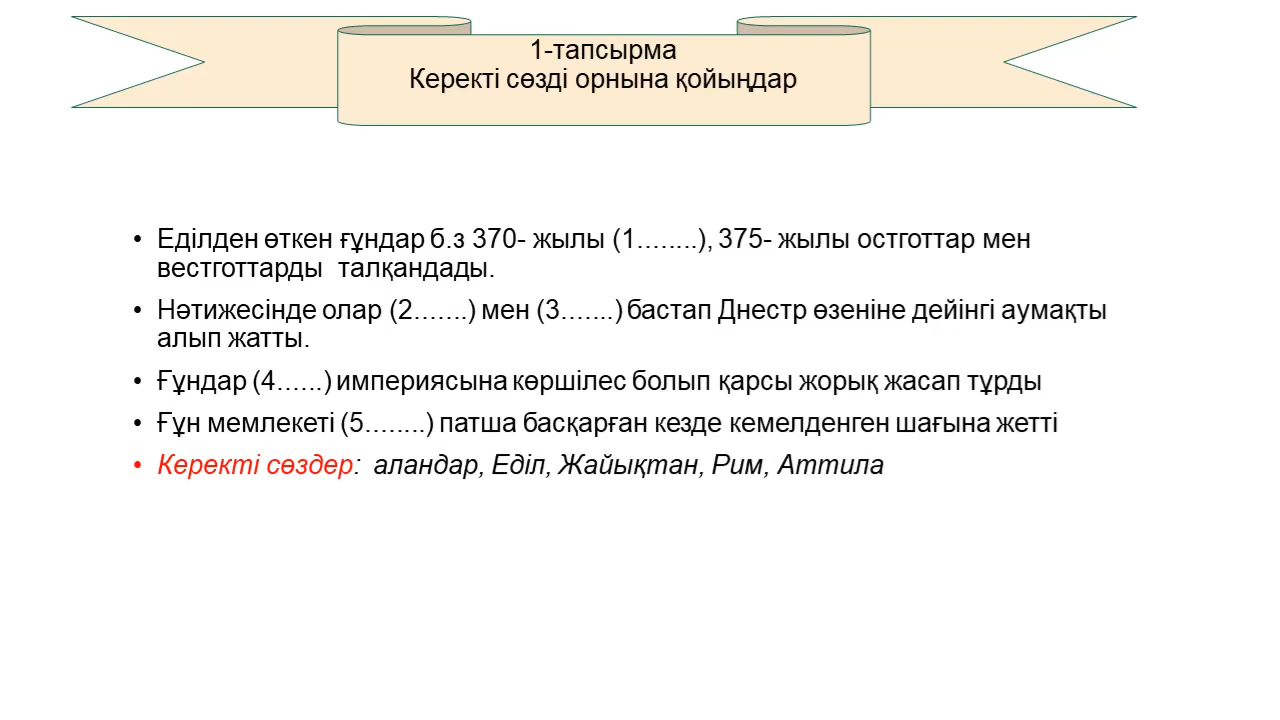 1-тапсырма
Керекті сөзді орнына қойыңдар
• Еділден өткен ғұндар б.з 370- жылы (1........), 375- жылы остготтар мен
вестготтарды талқандады.
• Нәтижесінде олар (2.......) мен (3.......) бастап Днестр өзеніне дейінгі аумақты
алып жатты.
• Ғұндар (4......) империясына көршілес болып қарсы жорық жасап тұрды
• Ғұн мемлекеті (5........) патша басқарған кезде кемелденген шағына жетті
• Керекті сөздер: аландар, Еділ, Жайықтан, Рим, Аттила